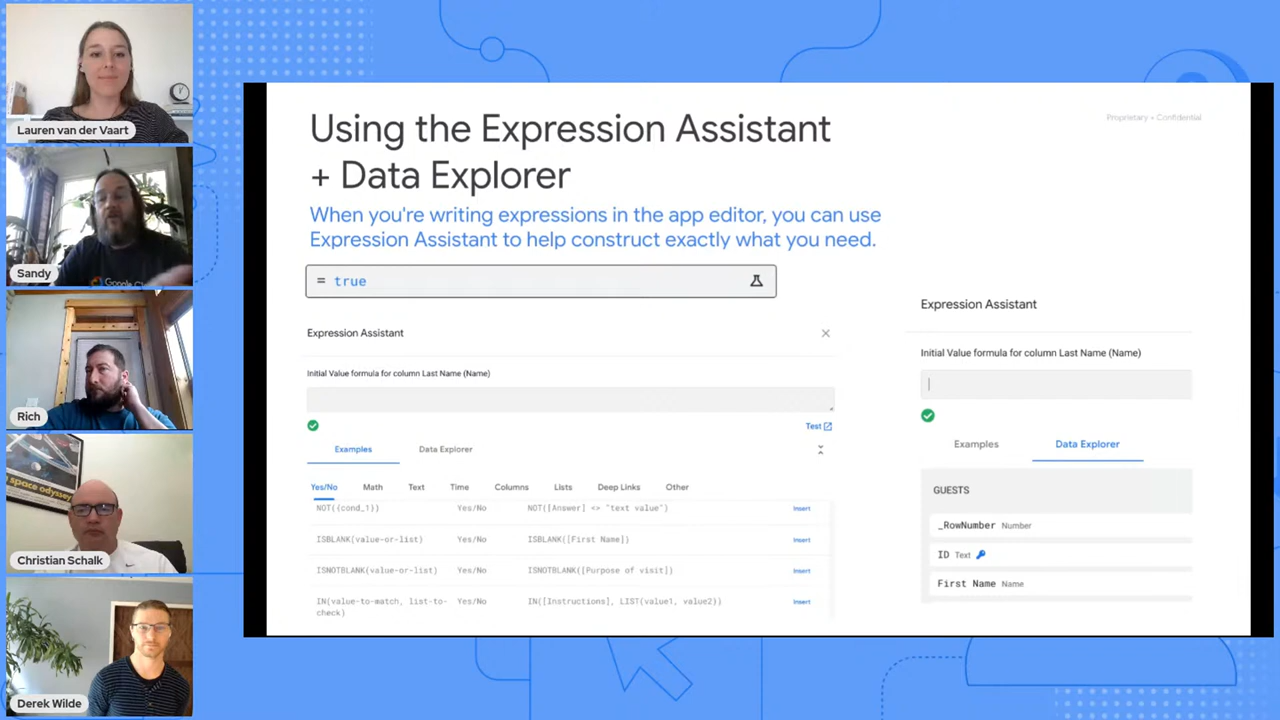 Lauren van der Vaart
Sandy
Rich
space odyssey
Christian Schalk
Derek Wilde
Using the Expression Assistant
+ Data Explorer
Proprietary + Confidential
When you're writing expressions in the app editor, you can use
Expression Assistant to help construct exactly what you need.
= true
Expression Assistant
Initial Value formula for column Last Name (Name)
Test
Examples Data Explorer
Yes/No Math Text Time Columns Lists Deep Links Other
NOT({cond_1}) Yes/No NOT([Answer] <> "text value") Insert
ISBLANK(value-or-list) Yes/No ISBLANK([First Name]) Insert
ISNOTBLANK(value-or-list) Yes/No ISNOTBLANK([Purpose of visit]) Insert
IN(value-to-match, list-to- Yes/No IN([Instructions], LIST(value1, value2)) Insert
check)
Expression Assistant
Initial Value formula for column Last Name (Name)
Examples Data Explorer
GUESTS
_RowNumber Number
ID Text
First Name Name